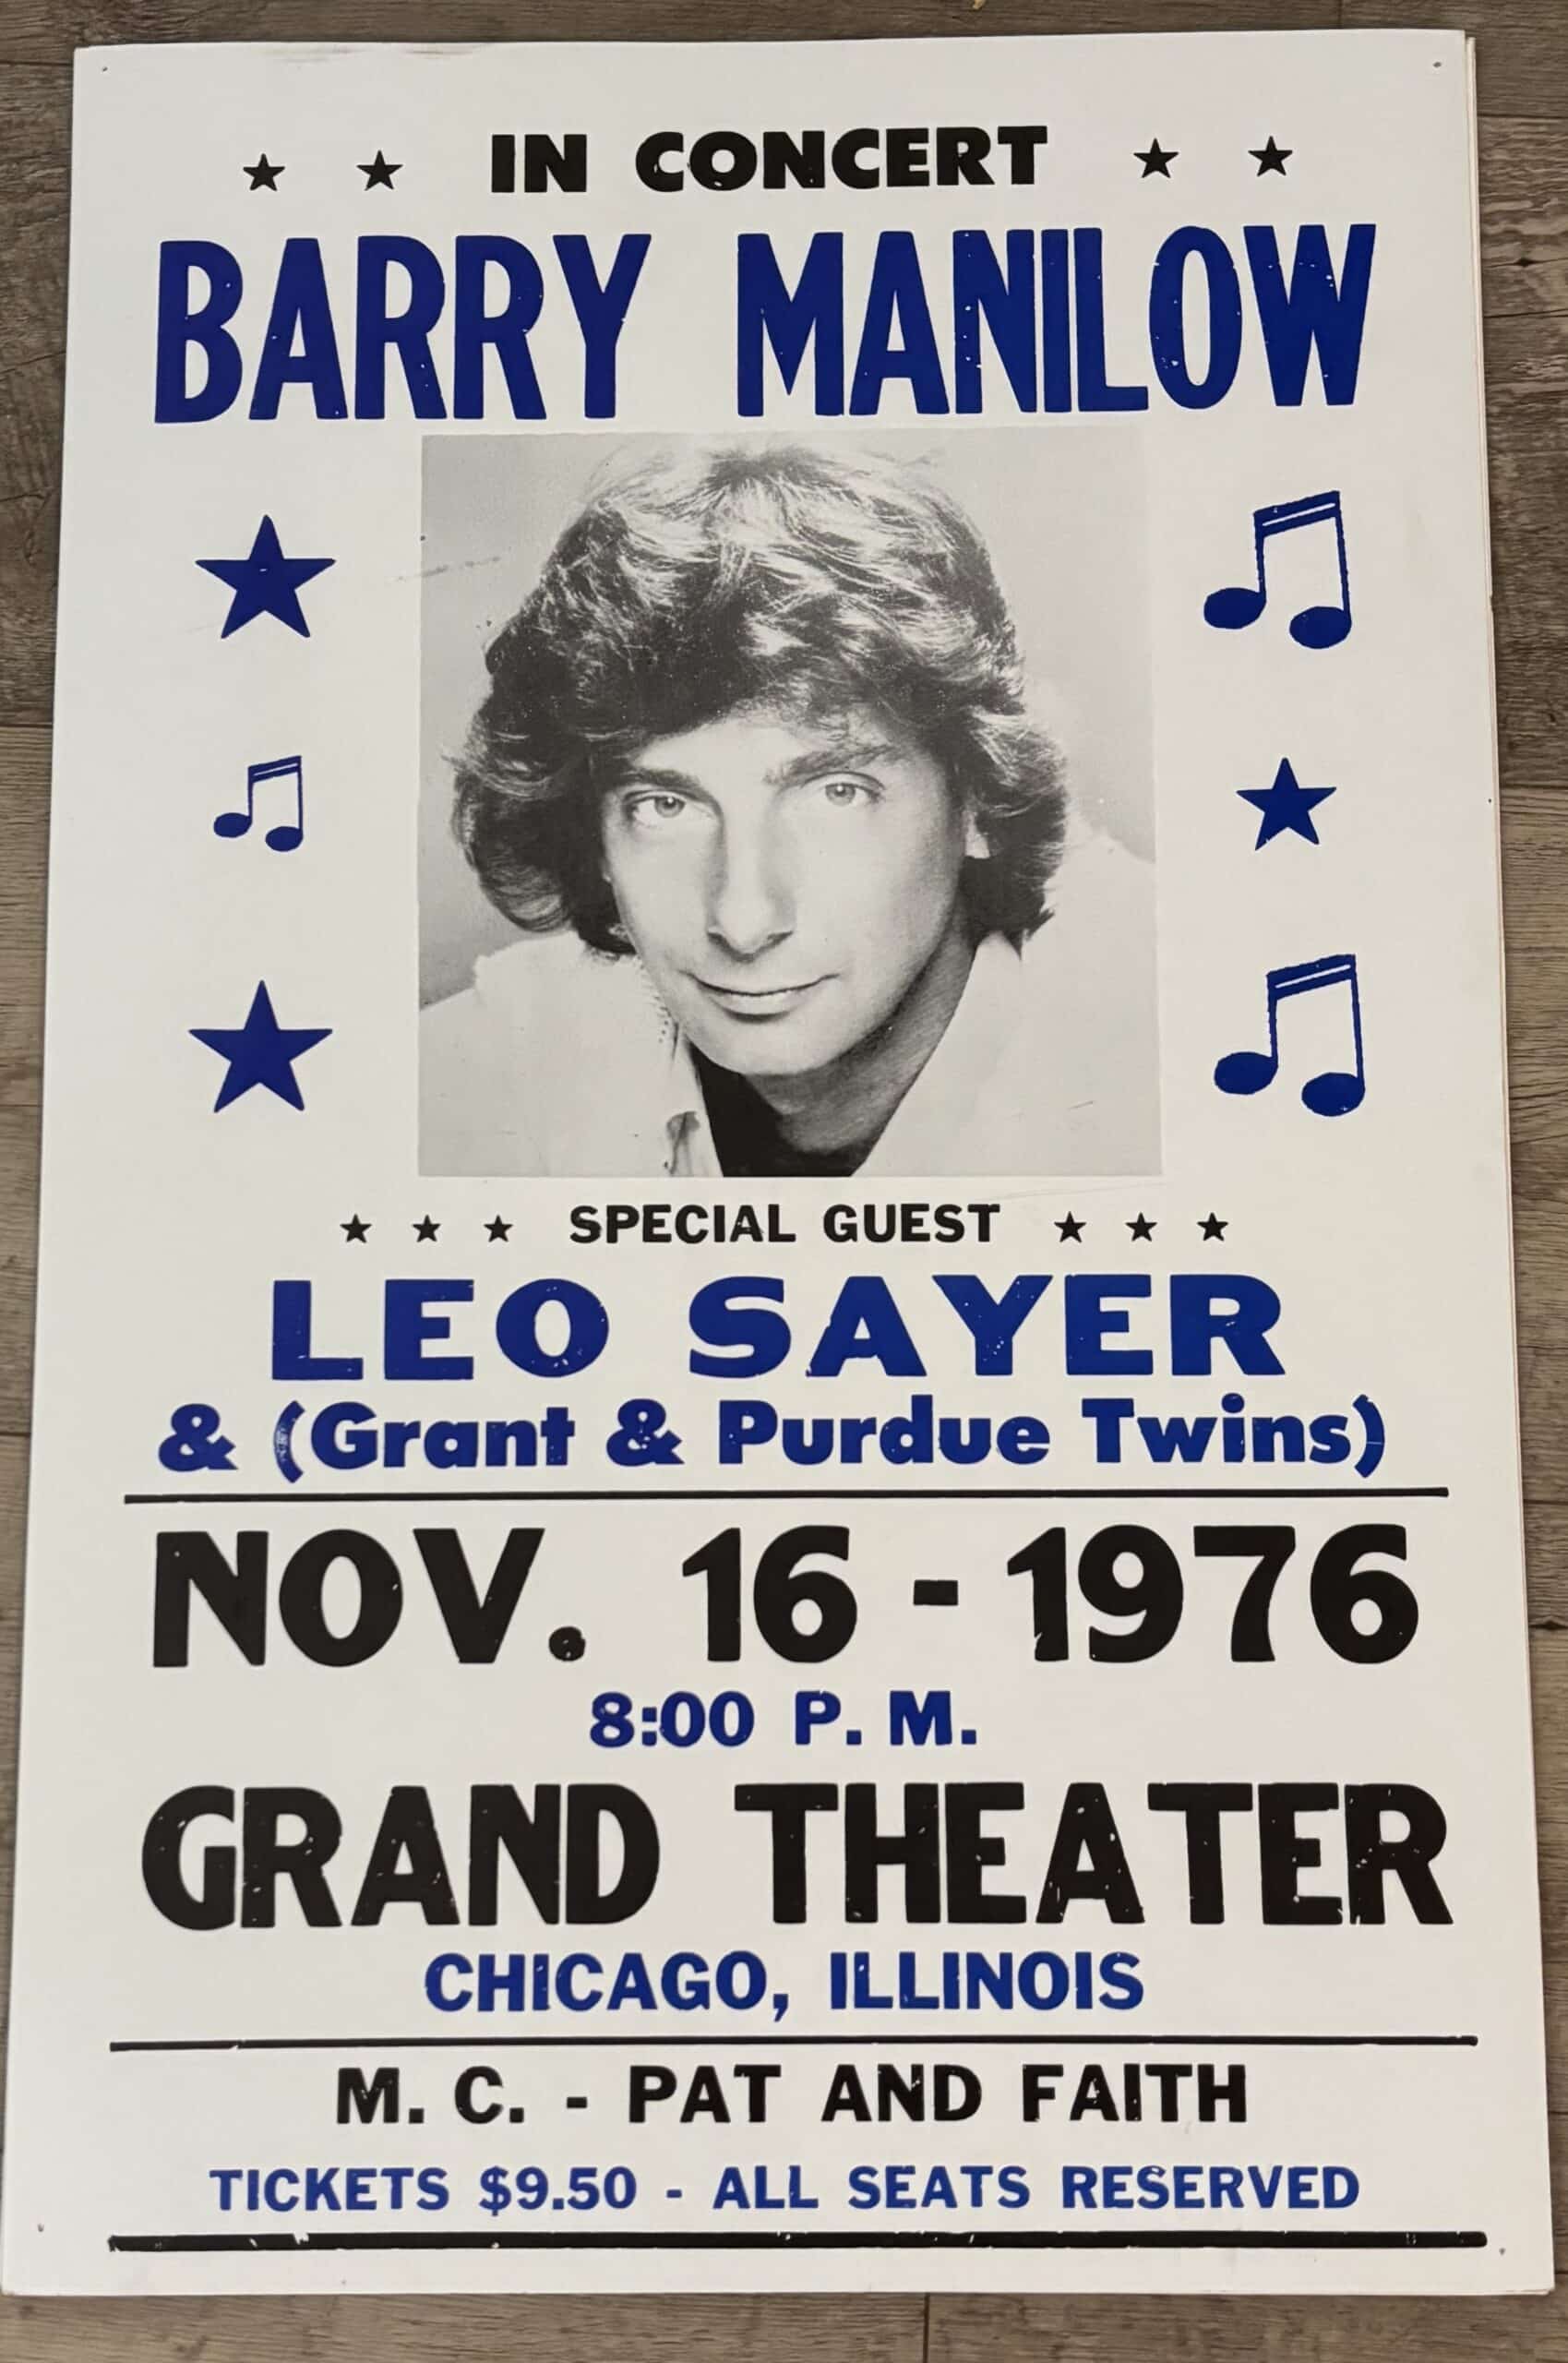 IN CONCERT
BARRY MANILOW
SPECIAL GUEST
LEO SAYER
& (Grant & Purdue Twins)
NOV. 16 - 1976
8:00 P. M.
GRAND THEATER
CHICAGO, ILLINOIS
M. C. - PAT AND FAITH
TICKETS $9.50 - ALL SEATS RESERVED